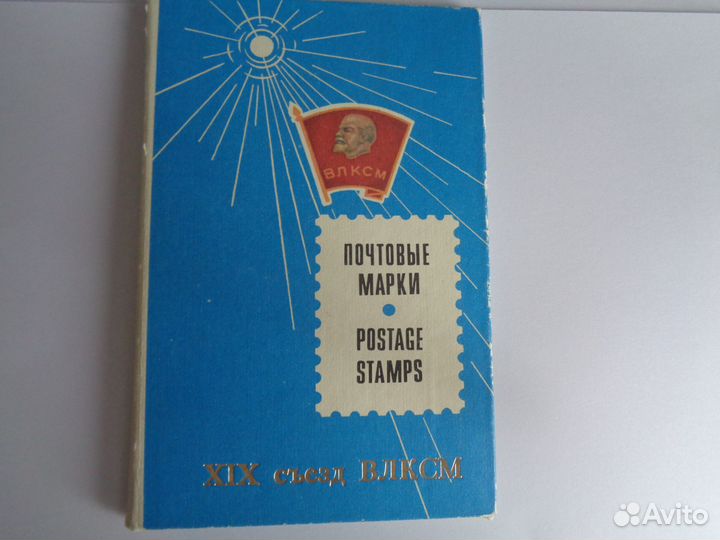 ВЛКСМ
ПОЧТОВЫЕ
МАРКИ
POSTAGE
STAMPS
XIX съезд ВЛКСМ
Avito